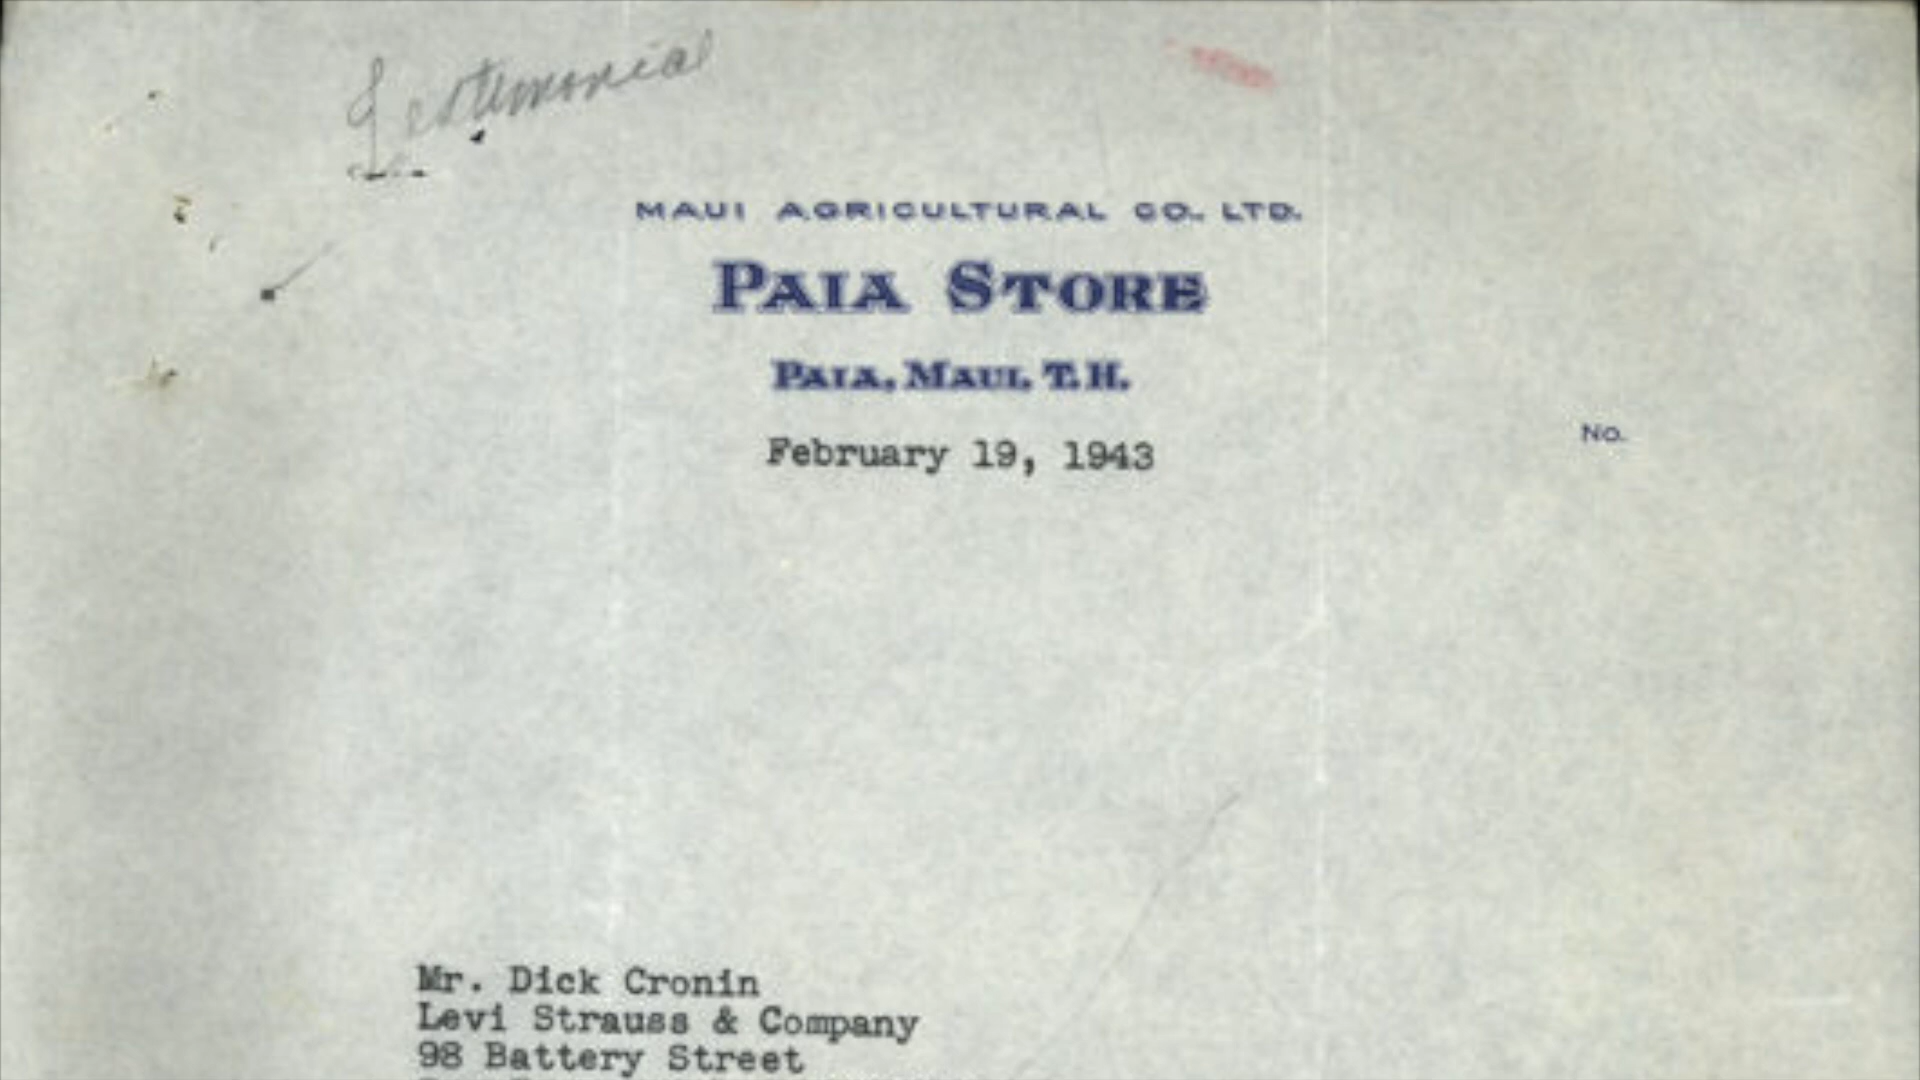 Testimonial
MAUI AGRICULTURAL CO., LTD.
PAIA STORE
PAIA, MAUI, T.H.
February 19, 1943
No.
Mr. Dick Cronin
Levi Strauss & Company
98 Battery Street